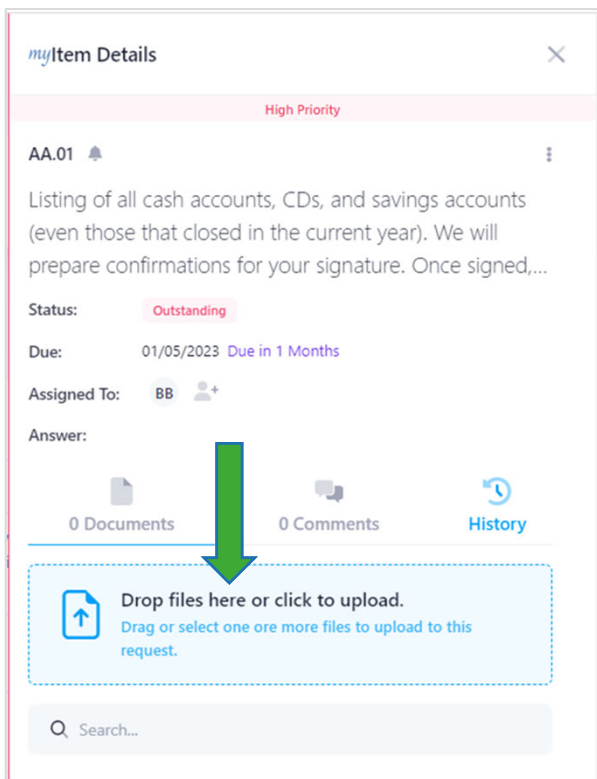 myItem Details
High Priority
AA.01
Listing of all cash accounts, CDs, and savings accounts
(even those that closed in the current year). We will
prepare confirmations for your signature. Once signed,...
Status: Outstanding
Due: 01/05/2023 Due in 1 Months
Assigned To: BB
Answer:
0 Documents 0 Comments History
Drop files here or click to upload.
Drag or select one ore more files to upload to this
request.
Search...